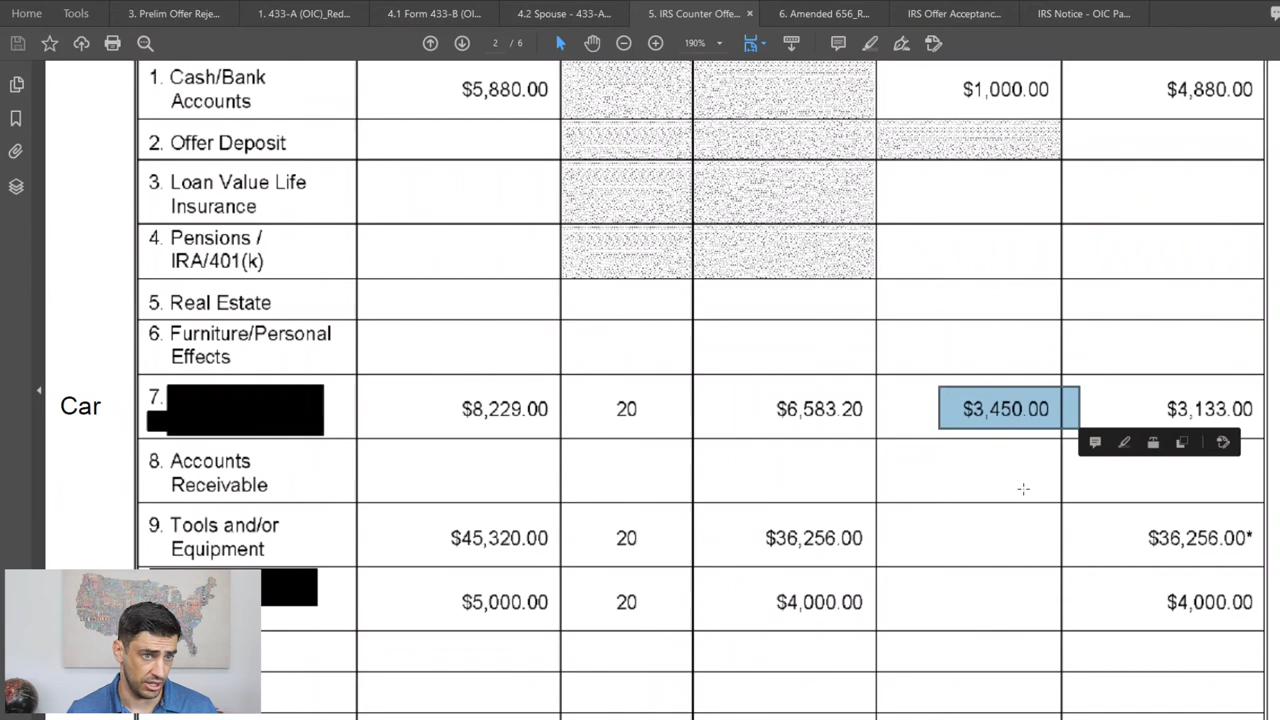 Home Tools 3. Prelim Offer Reje... 1. 433-A (OIC)_Red... 4.1 Form 433-B (OI... 4.2 Spouse - 433-A... 5. IRS Counter Offe... × 6. Amended 656_R... IRS Offer Acceptanc... IRS Notice - OIC Pa...
2 / 6 190%
1. Cash/Bank $5,880.00 $1,000.00 $4,880.00
Accounts
2. Offer Deposit
3. Loan Value Life
Insurance
4. Pensions /
IRA/401(k)
5. Real Estate
6. Furniture/Personal
Effects
Car 7. $8,229.00 20 $6,583.20 $3,450.00 $3,133.00
8. Accounts
Receivable
9. Tools and/or $45,320.00 20 $36,256.00 $36,256.00*
Equipment
$5,000.00 20 $4,000.00 $4,000.00